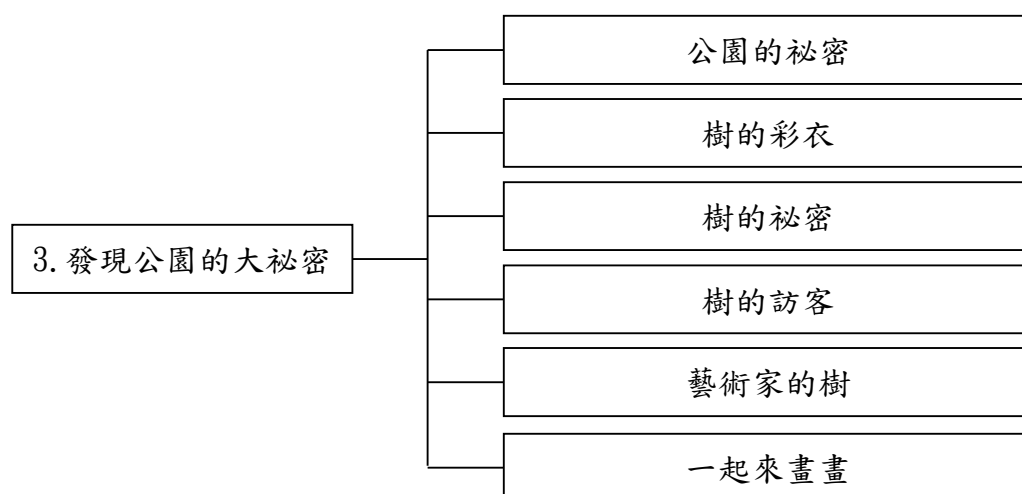 公園的祕密
樹的彩衣
樹的祕密
3.發現公園的大祕密
樹的訪客
藝術家的樹
一起來畫畫